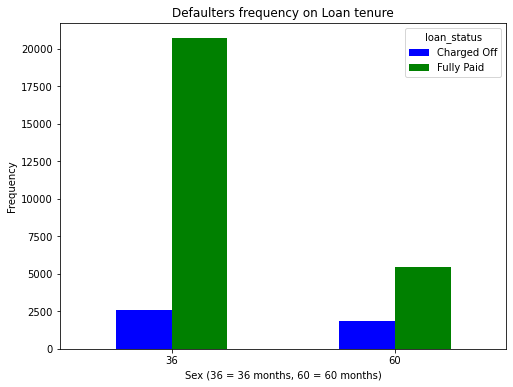 Defaulters frequency on Loan tenure
loan_status
Charged Off
Fully Paid
Frequency
20000
17500
15000
12500
10000
7500
5000
2500
0
36
60
Sex (36 = 36 months, 60 = 60 months)